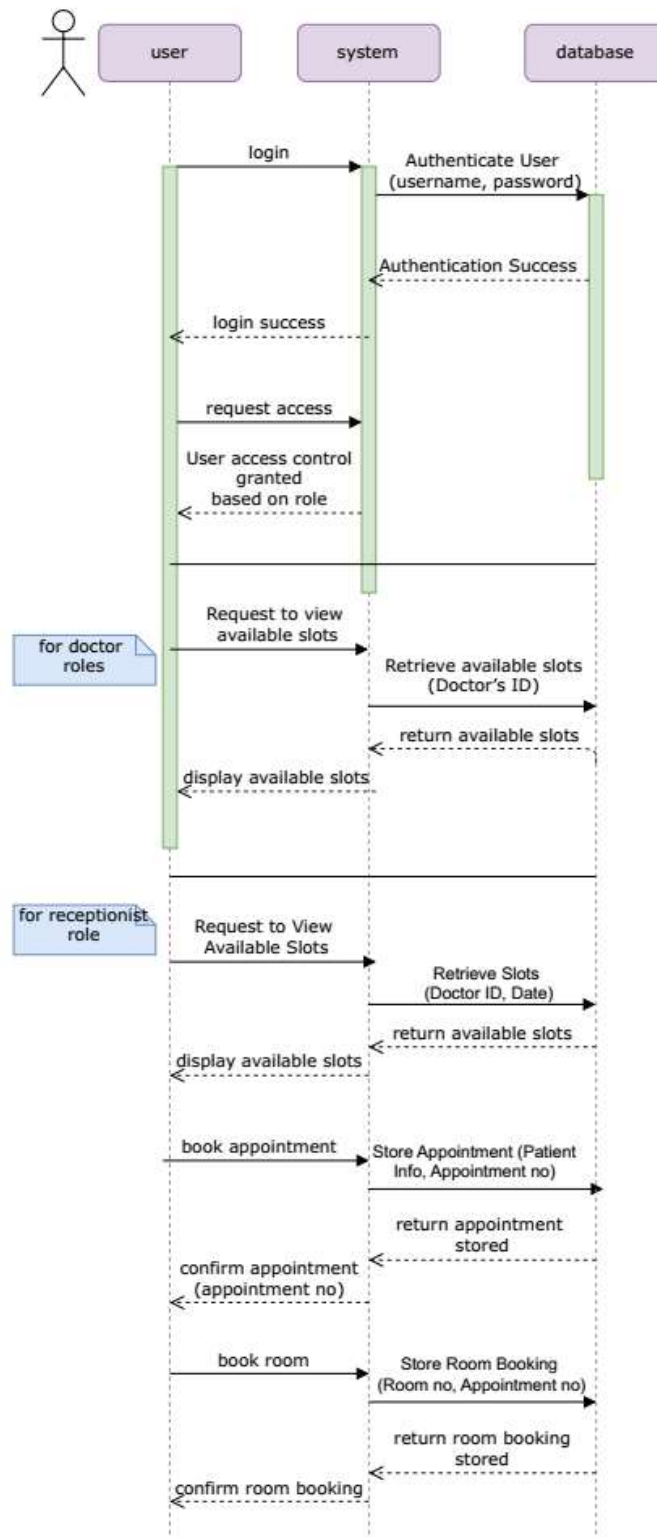 user
system
database
login
Authenticate User
(username, password)
Authentication Success
login success
request access
User access control
granted
based on role
for doctor
roles
Request to view
available slots
Retrieve available slots
(Doctor's ID)
return available slots
display available slots
for receptionist
role
Request to View
Available Slots
Retrieve Slots
(Doctor ID, Date)
return available slots
display available slots
book appointment
Store Appointment (Patient
Info, Appointment no)
return appointment
stored
confirm appointment
(appointment no)
book room
Store Room Booking
(Room no, Appointment no)
return room booking
stored
confirm room booking